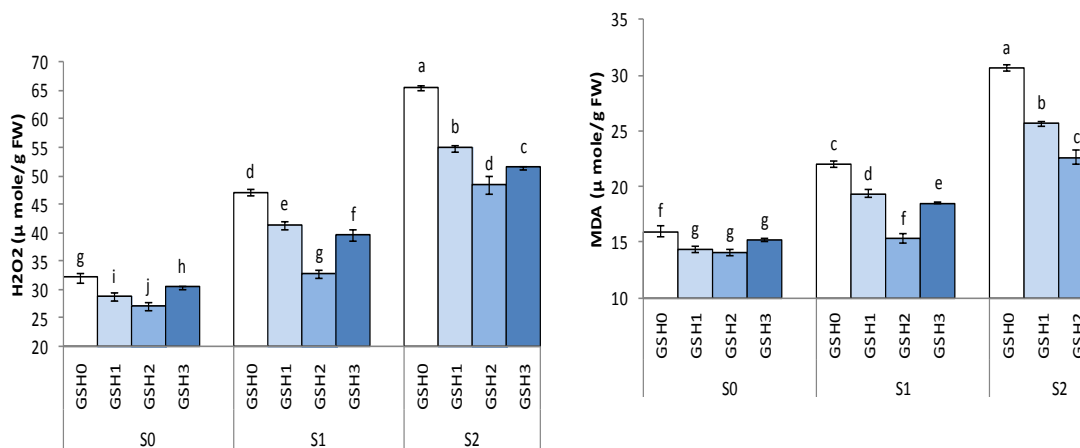 H2O2 (µ mole/g FW)
70
65
60
55
50
45
40
35
30
25
20
g
i
j
h
d
e
g
f
a
b
d
c
GSH0
GSH1
GSH2
GSH3
GSH0
GSH1
GSH2
GSH3
GSH0
GSH1
GSH2
GSH3
S0
S1
S2
MDA (µ mole/g FW)
35
30
25
20
15
10
f
g
g
g
c
d
f
e
a
b
c
GSH0
GSH1
GSH2
GSH3
GSH0
GSH1
GSH2
GSH3
GSH0
GSH1
GSH2
S0
S1
S2